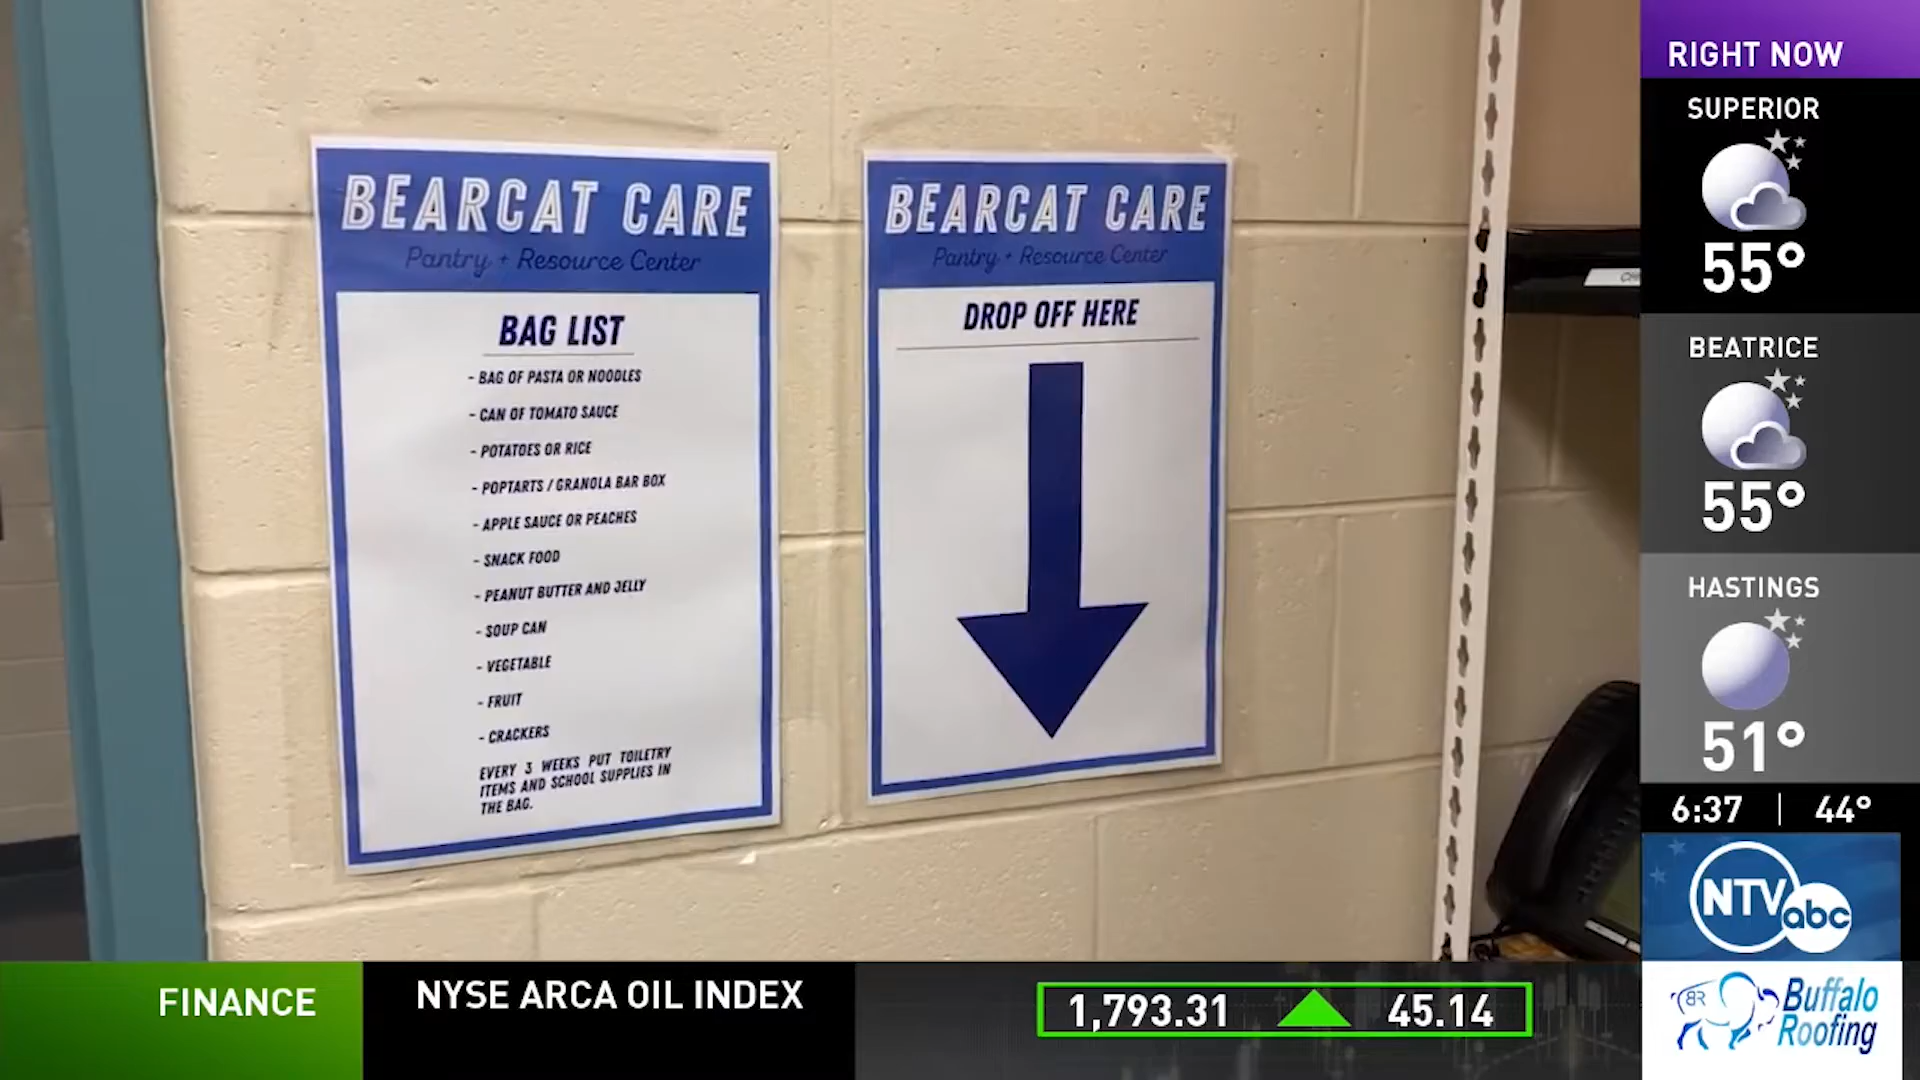 BEARCAT CARE
Pantry + Resource Center
BAG LIST
- BAG OF PASTA OR NOODLES
- CAN OF TOMATO SAUCE
- POTATOES OR RICE
- POPTARTS / GRANOLA BAR BOX
- APPLE SAUCE OR PEACHES
- SNACK FOOD
- PEANUT BUTTER AND JELLY
- SOUP CAN
- VEGETABLE
- FRUIT
- CRACKERS
EVERY 3 WEEKS PUT TOILETRY
ITEMS AND SCHOOL SUPPLIES IN
THE BAG.
BEARCAT CARE
Pantry + Resource Center
DROP OFF HERE
RIGHT NOW
SUPERIOR
55°
BEATRICE
55°
HASTINGS
51°
6:37 | 44°
NTV abc
BR Buffalo
Roofing
FINANCE
NYSE ARCA OIL INDEX
1,793.31 ▲ 45.14